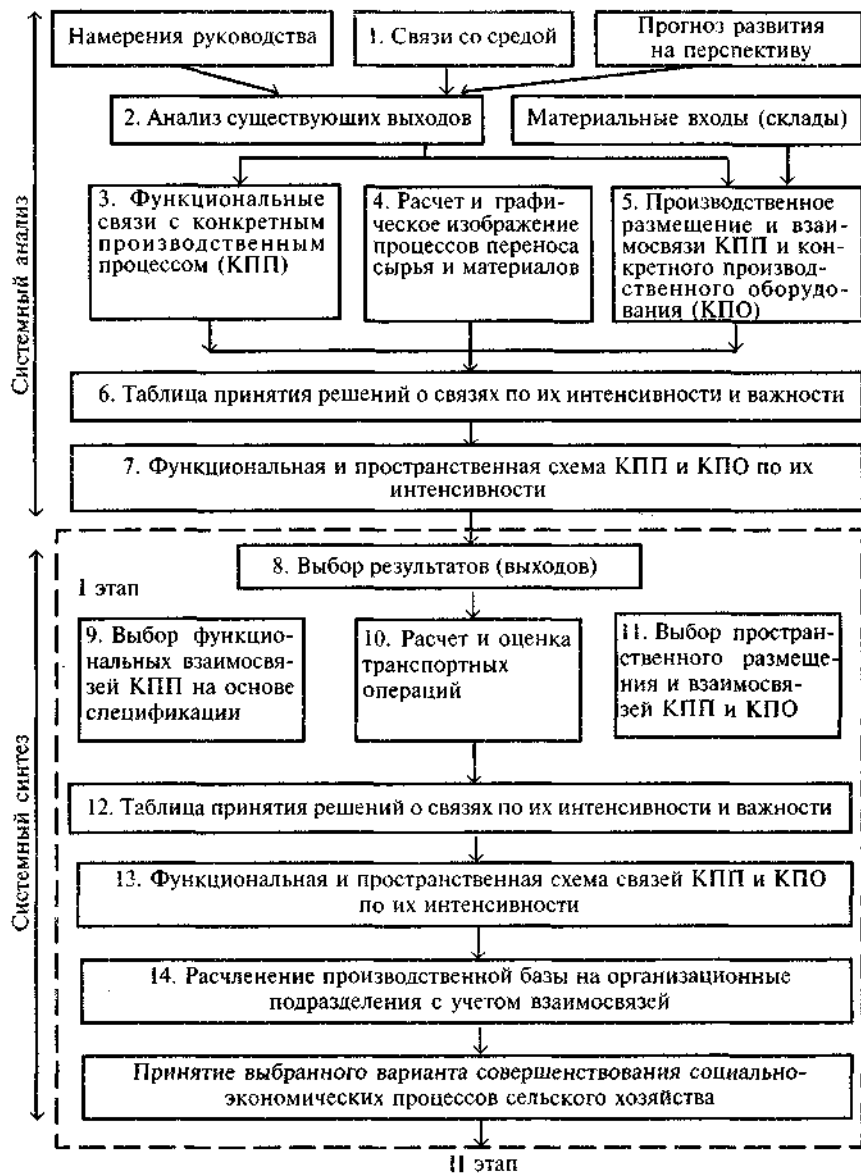 Намерения руководства
1. Связи со средой
Прогноз развития
на перспективу
2. Анализ существующих выходов
Материальные входы (склады)
Системный анализ
3. Функциональные
связи с конкретным
производственным
процессом (КПП)
4. Расчет и графи-
ческое изображение
процессов переноса
сырья и материалов
5. Производственное
размещение и вза-
имосвязи КПП и кон-
кретного производ-
ственного оборудо-
вания (КПО)
6. Таблица принятия решений о связях по их интенсивности и важности
7. Функциональная и пространственная схема КПП и КПО по их
интенсивности
Системный синтез
8. Выбор результатов (выходов)
I этап
9. Выбор функцио-
нальных взаимосвя-
зей КПП на основе
спецификации
10. Расчет и оценка
транспортных
операций
11. Выбор простран-
ственного размеще-
ния и взаимосвя-
зей КПП и КПО
12. Таблица принятия решений о связях по их интенсивности и важности
13. Функциональная и пространственная схема связей КПП и КПО
по их интенсивности
14. Расчленение производственной базы на организационные
подразделения с учетом взаимосвязей
Принятие выбранного варианта совершенствования социально-
экономических процессов сельского хозяйства
II этап